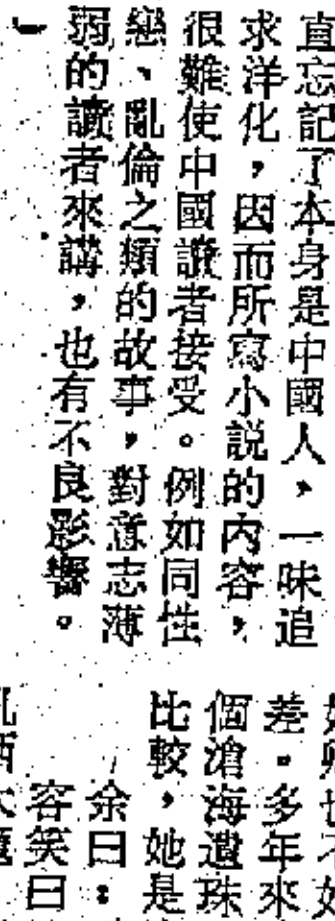 直忘記了本身是中國人，一味追
求洋化，因而所寫小說的內容，
很難使中國讀者接受。例如同性
戀、亂倫之類的故事，對意志薄
弱的讀者來講，也有不良影響。
差。多年來
個滄海遺珠
比較，她是
余曰：
容笑曰